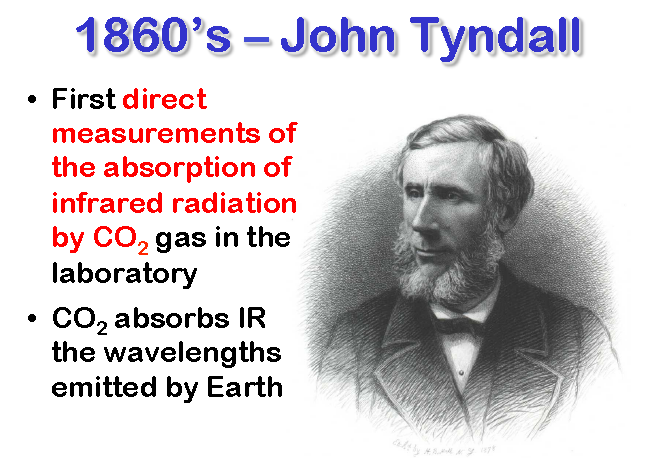 1860’s – John Tyndall
• First direct
measurements of
the absorption of
infrared radiation
by CO₂ gas in the
laboratory
• CO₂ absorbs IR
the wavelengths
emitted by Earth